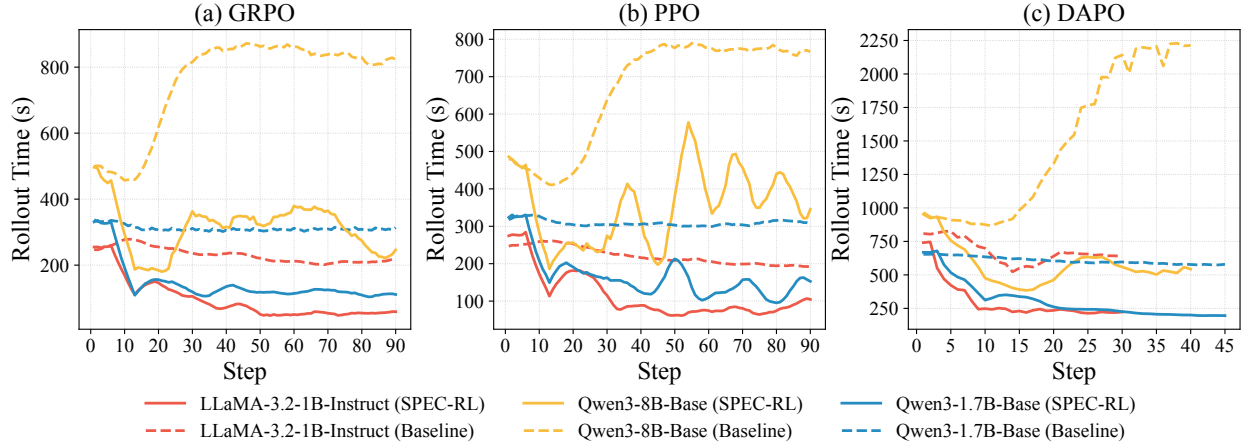 (a) GRPO
(b) PPO
(c) DAPO
Rollout Time (s)
800
600
400
200
0 10 20 30 40 50 60 70 80 90
Step
Rollout Time (s)
800
700
600
500
400
300
200
100
0 10 20 30 40 50 60 70 80 90
Step
Rollout Time (s)
2250
2000
1750
1500
1250
1000
750
500
250
0 5 10 15 20 25 30 35 40 45
Step
LLaMA-3.2-1B-Instruct (SPEC-RL)
LLaMA-3.2-1B-Instruct (Baseline)
Qwen3-8B-Base (SPEC-RL)
Qwen3-8B-Base (Baseline)
Qwen3-1.7B-Base (SPEC-RL)
Qwen3-1.7B-Base (Baseline)